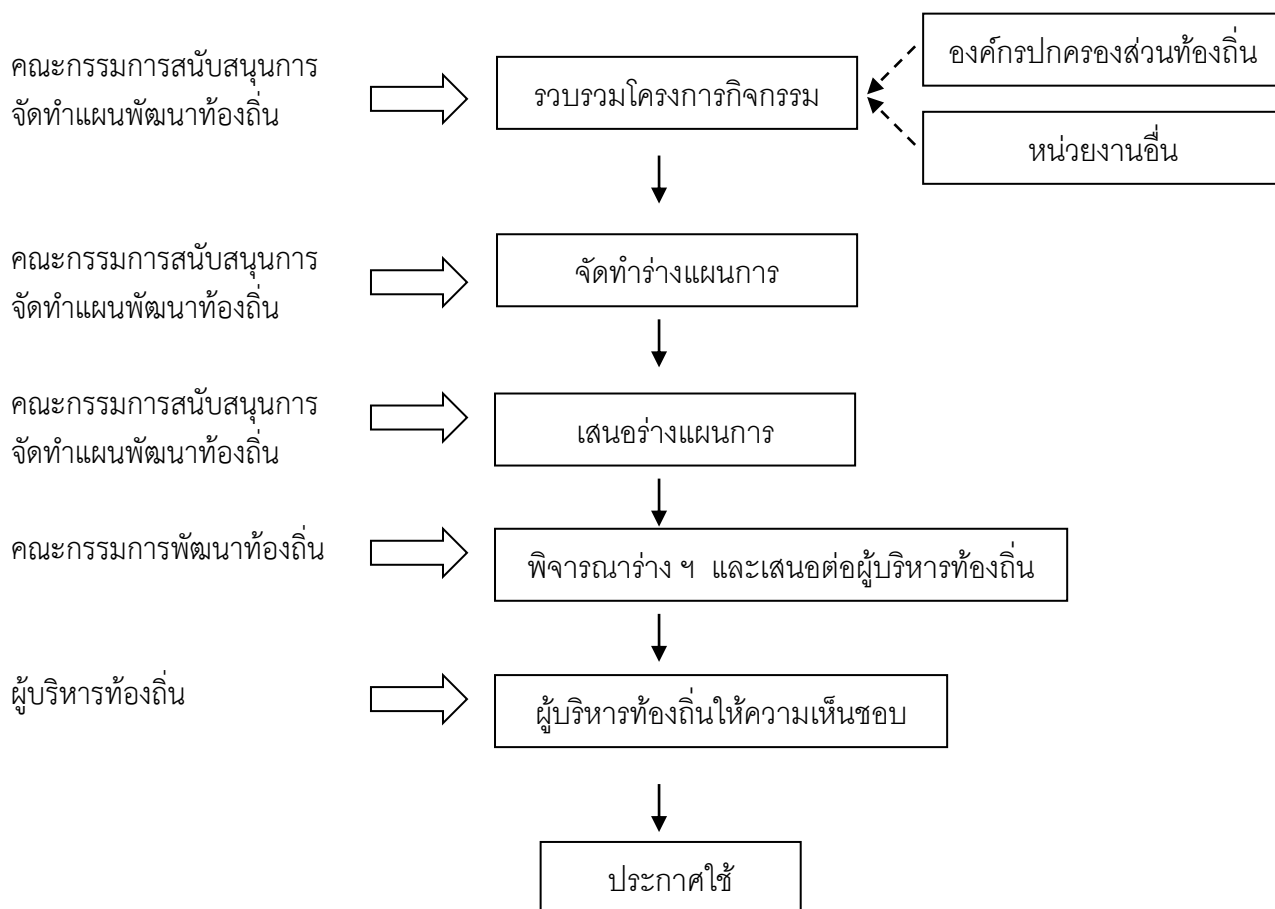 องค์กรปกครองส่วนท้องถิ่น
คณะกรรมการสนับสนุนการ
จัดทำแผนพัฒนาท้องถิ่น
รวบรวมโครงการกิจกรรม
หน่วยงานอื่น
คณะกรรมการสนับสนุนการ
จัดทำแผนพัฒนาท้องถิ่น
จัดทำร่างแผนการ
คณะกรรมการสนับสนุนการ
จัดทำแผนพัฒนาท้องถิ่น
เสนอร่างแผนการ
คณะกรรมการพัฒนาท้องถิ่น
พิจารณาร่าง ฯ และเสนอต่อผู้บริหารท้องถิ่น
ผู้บริหารท้องถิ่น
ผู้บริหารท้องถิ่นให้ความเห็นชอบ
ประกาศใช้